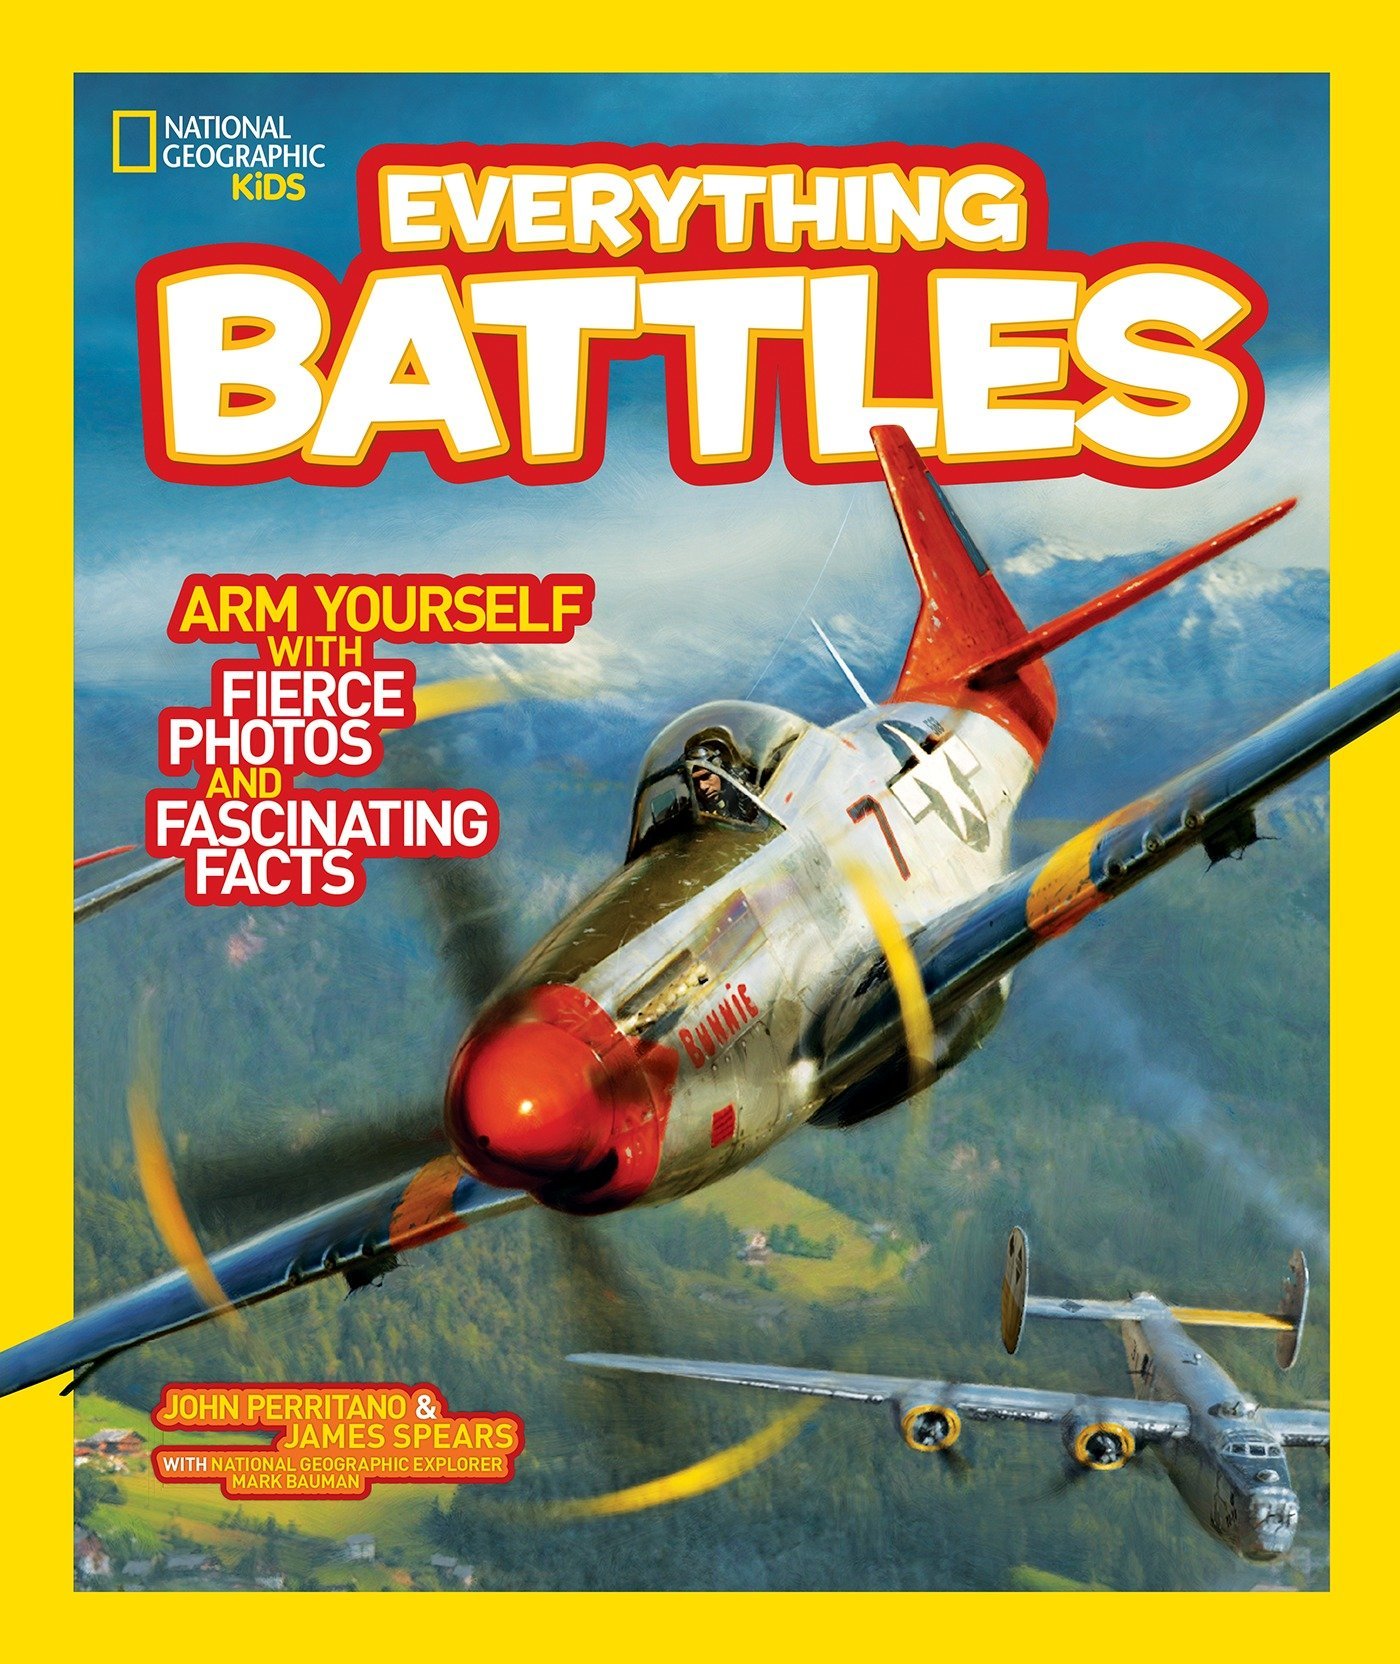 NATIONAL
GEOGRAPHIC
KiDS
EVERYTHING
BATTLES
ARM YOURSELF
WITH
FIERCE
PHOTOS
AND
FASCINATING
FACTS
7
BUNNIE
JOHN PERRITANO &
JAMES SPEARS
WITH NATIONAL GEOGRAPHIC EXPLORER
MARK BAUMAN